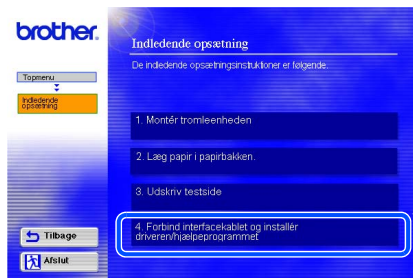 brother.
Indledende opsætning
De indledende opsætningsinstruktioner er følgende.
Topmenu
Indledende
opsætning
1. Montér tromleenheden
2. Læg papir i papirbakken.
3. Udskriv testside
4. Forbind interfacekablet og installér
driveren/hjælpeprogrammet
Tilbage
Afslut